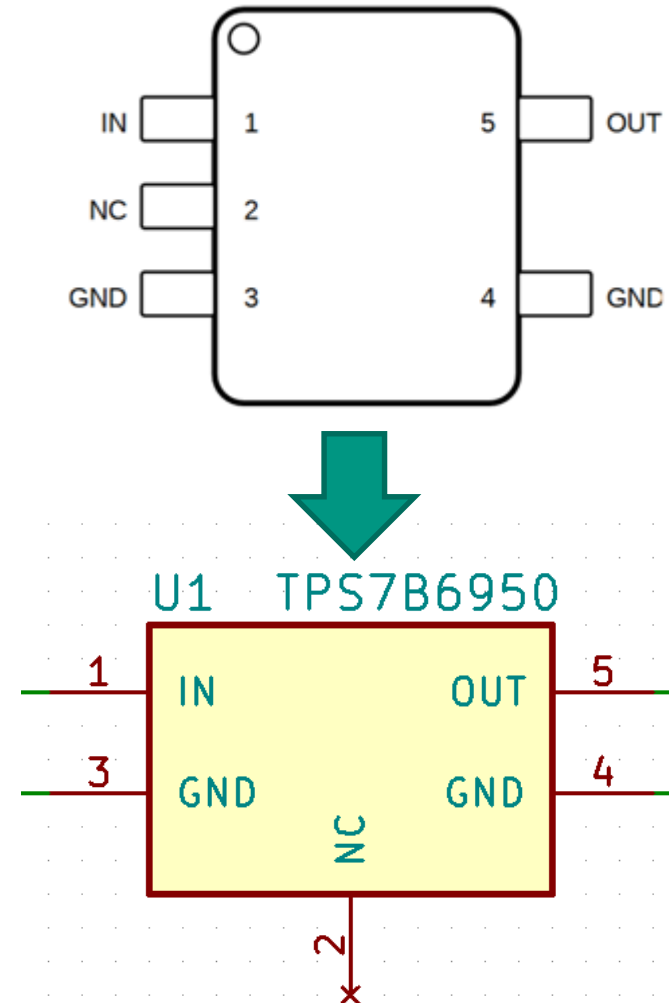 IN 1 5 OUT
NC 2
GND 3 4 GND
U1 TPS7B6950
1 IN OUT 5
3 GND GND 4
NC
2